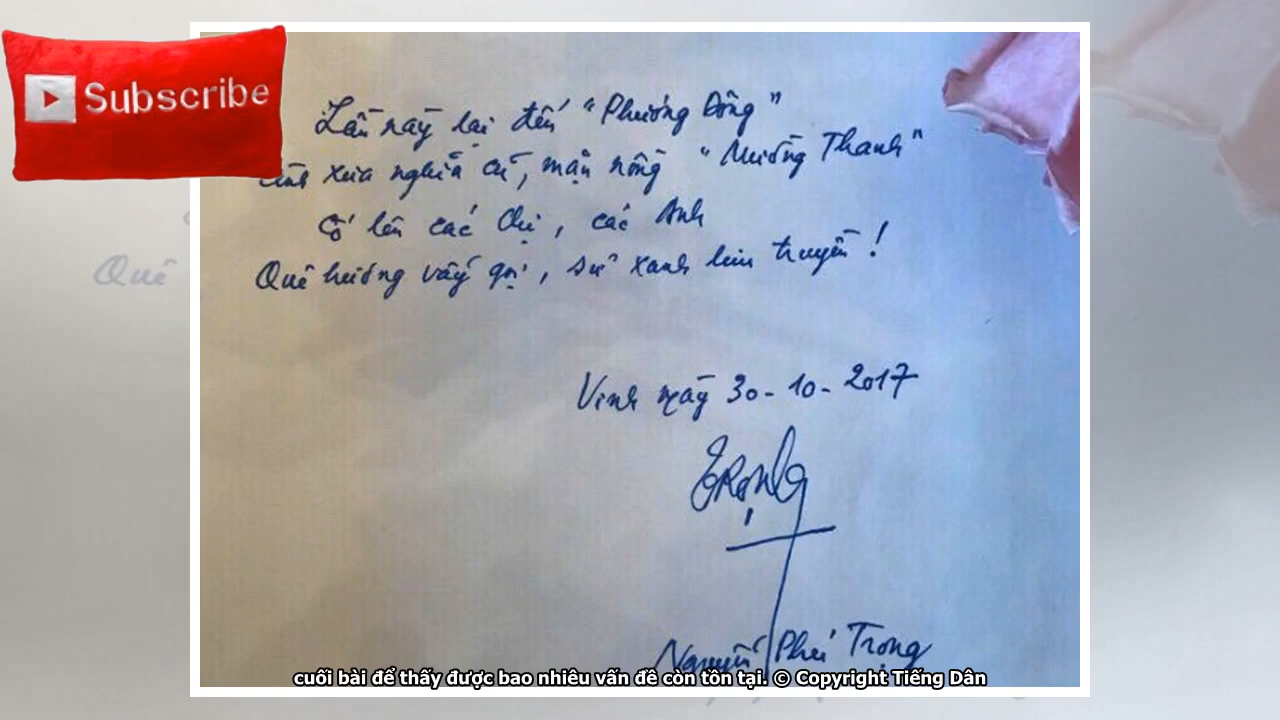 Subscribe
Lần này lại đến "Phương Đông"
xưa nghĩa cũ, mặn nồng "Mường Thanh"
Cố lên các Chị, các Anh
Quê hương vẫy gọi, sử xanh lưu truyền!
Vinh ngày 30-10-2017
TRọng
Nguyễn Phú Trọng
cuối bài để thấy được bao nhiêu vấn đề còn tồn tại. © Copyright Tiếng Dân
Quê